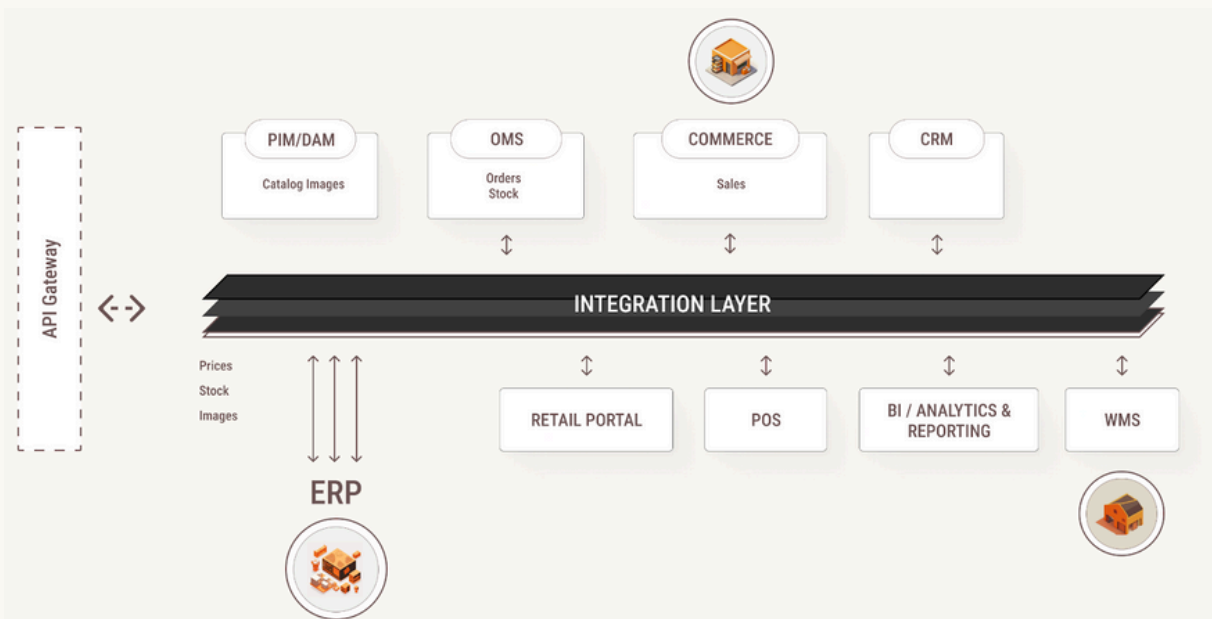 PIM/DAM
Catalog Images
OMS
Orders
Stock
COMMERCE
Sales
CRM
API Gateway
INTEGRATION LAYER
Prices
Stock
Images
ERP
RETAIL PORTAL
POS
BI / ANALYTICS &
REPORTING
WMS